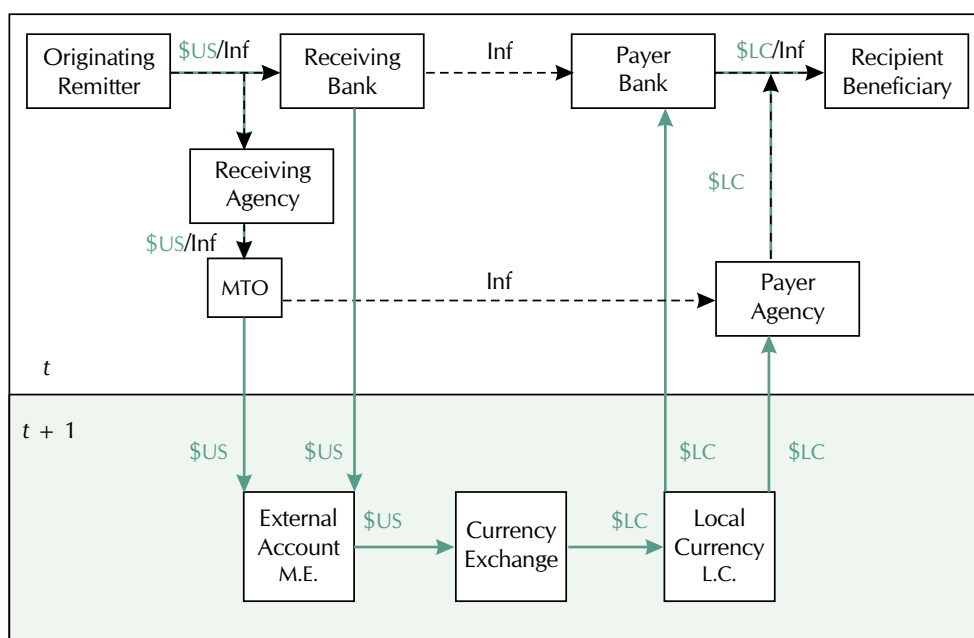 Originating
Remitter
$US/Inf
Receiving
Bank
Inf
Payer
Bank
$LC/Inf
Recipient
Beneficiary
Receiving
Agency
$LC
$US/Inf
MTO
Inf
Payer
Agency
t
t + 1
$US
$US
$LC
$LC
External
Account
M.E.
$US
Currency
Exchange
$LC
Local
Currency
L.C.